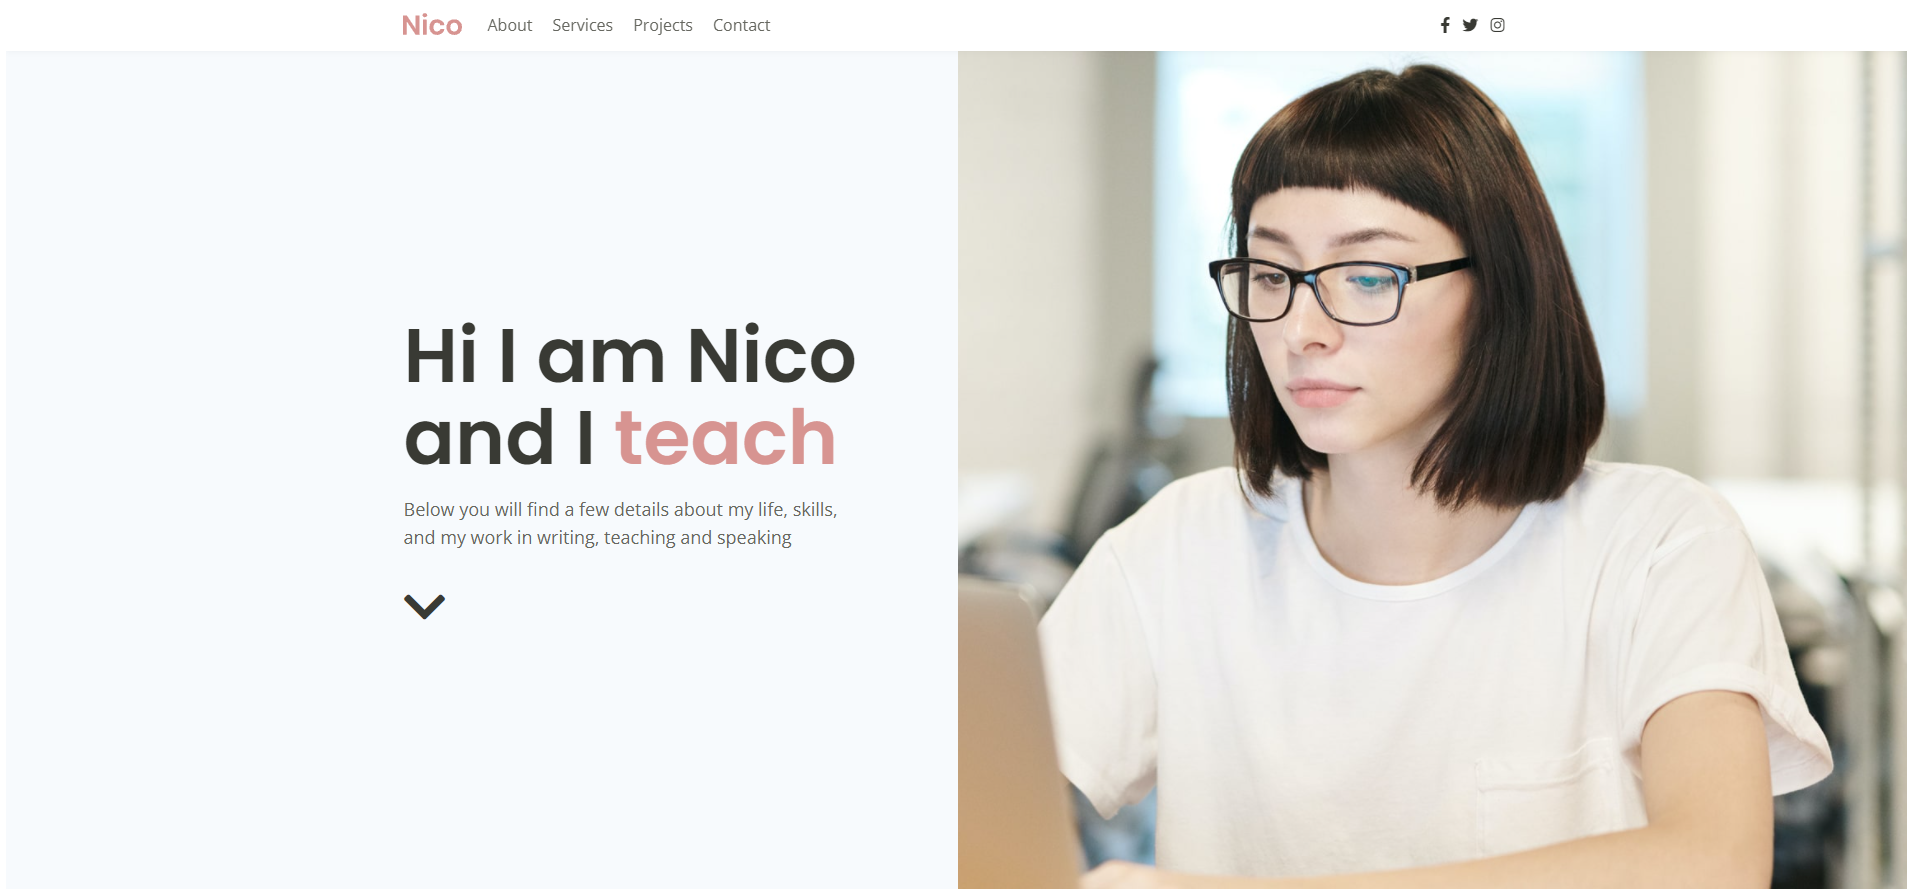 Nico About Services Projects Contact
Hi I am Nico
and I teach
Below you will find a few details about my life, skills,
and my work in writing, teaching and speaking